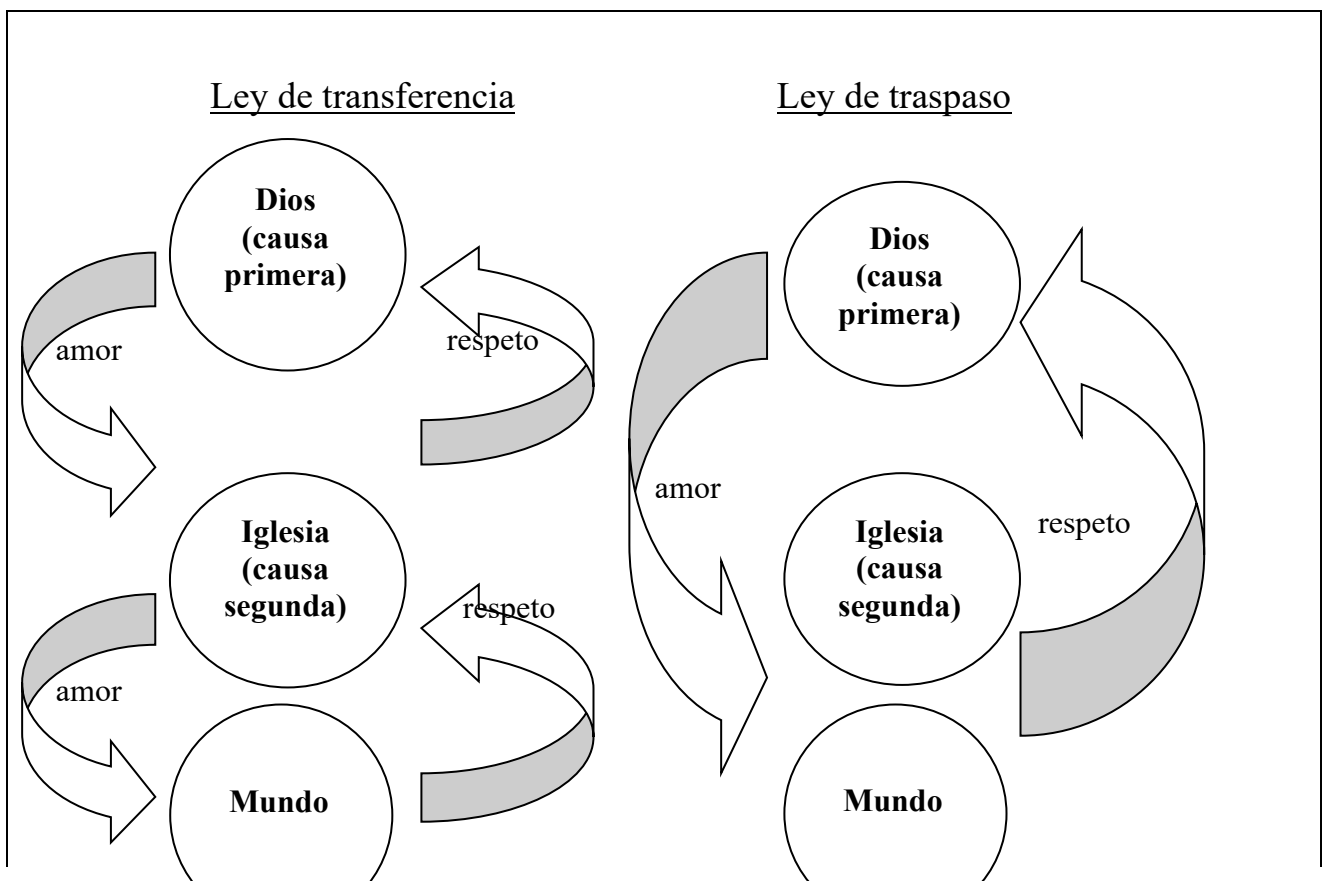 Ley de transferencia
Dios
(causa
primera)
amor
respeto
Iglesia
(causa
segunda)
respeto
amor
Mundo
Ley de traspaso
Dios
(causa
primera)
amor
respeto
Iglesia
(causa
segunda)
Mundo